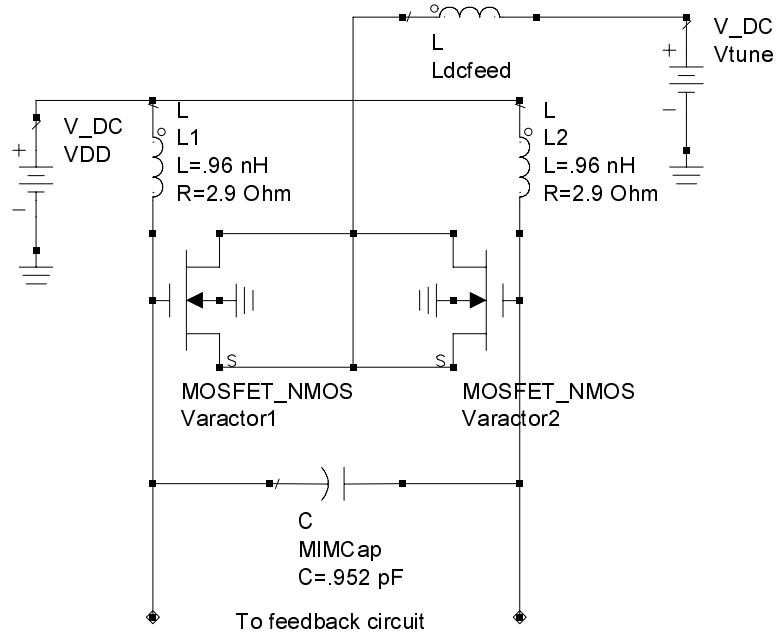 L
Ldcfeed
V_DC
Vtune
+
−
V_DC
VDD
+
−
L
L1
L=.96 nH
R=2.9 Ohm
L
L2
L=.96 nH
R=2.9 Ohm
S
S
MOSFET_NMOS
Varactor1
MOSFET_NMOS
Varactor2
C
MIMCap
C=.952 pF
To feedback circuit